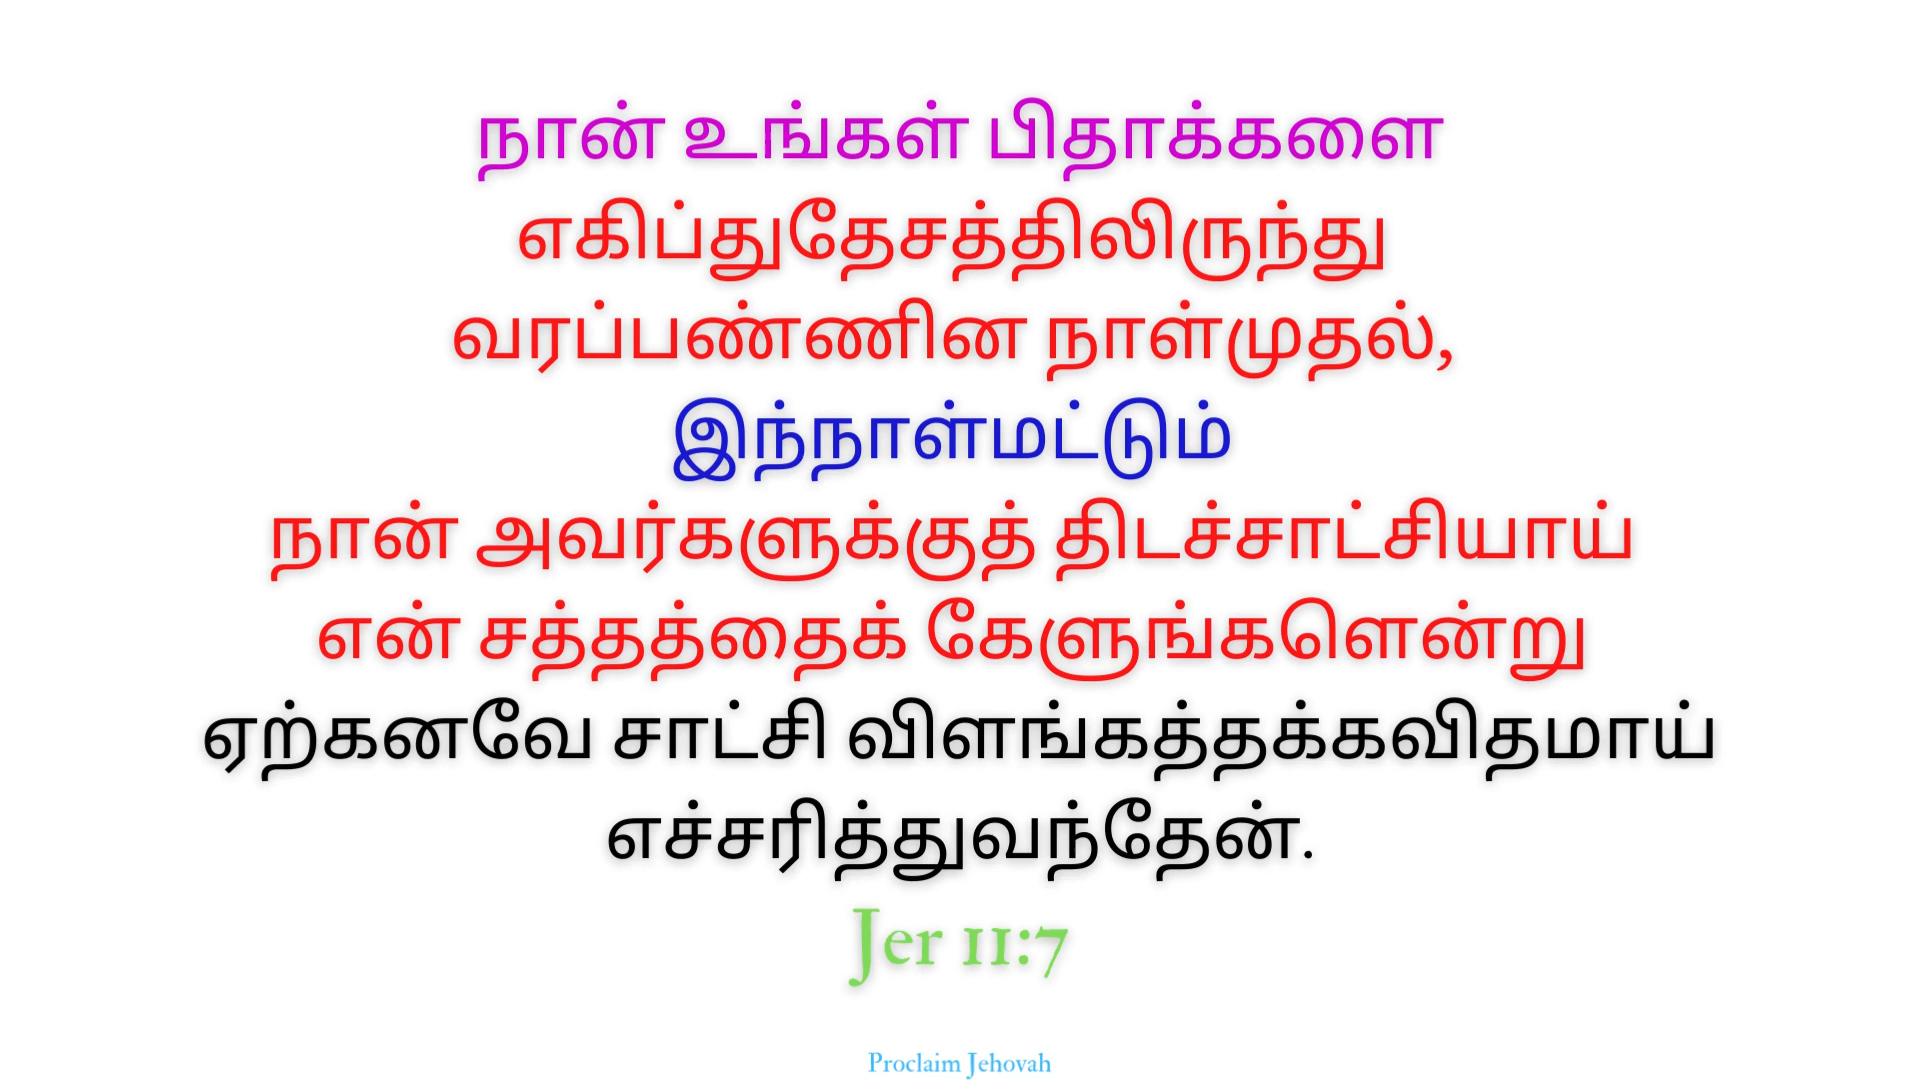 நான் உங்கள் பிதாக்களை
எகிப்துதேசத்திலிருந்து
வரப்பண்ணின நாள்முதல்,
இந்நாள்மட்டும்
நான் அவர்களுக்குத் திடச்சாட்சியாய்
என் சத்தத்தைக் கேளுங்களென்று
ஏற்கனவே சாட்சி விளங்கத்தக்கவிதமாய்
எச்சரித்துவந்தேன்.
Jer 11:7
Proclaim Jehovah